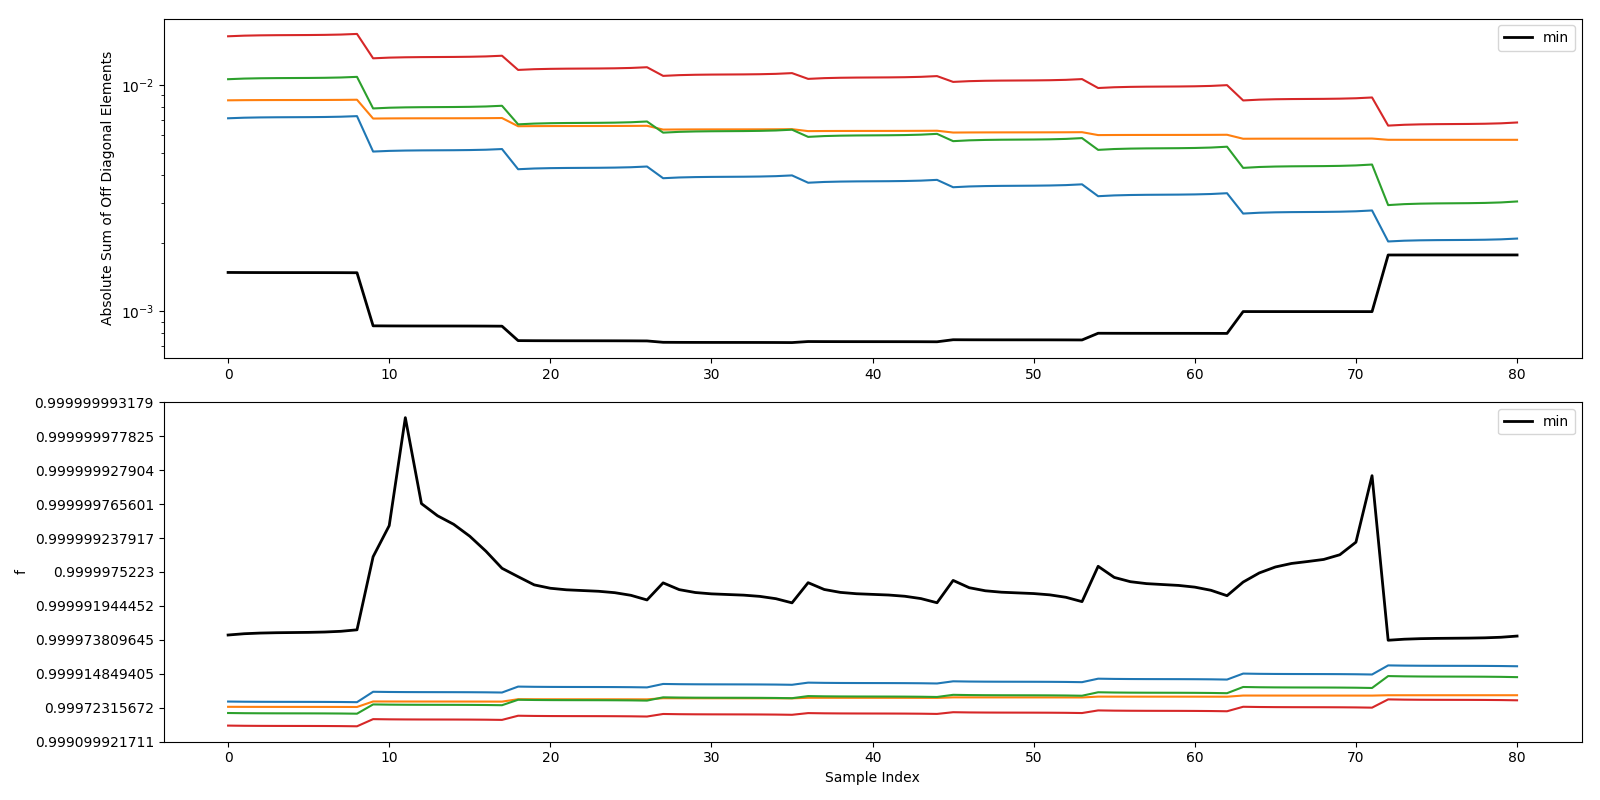 Absolute Sum of Off Diagonal Elements
10^{-2}
10^{-3}
min
0 10 20 30 40 50 60 70 80
f
0.999999993179
0.999999977825
0.999999927904
0.999999765601
0.999999237917
0.9999975223
0.999991944452
0.999973809645
0.999914849405
0.99972315672
0.999099921711
min
0 10 20 30 40 50 60 70 80
Sample Index